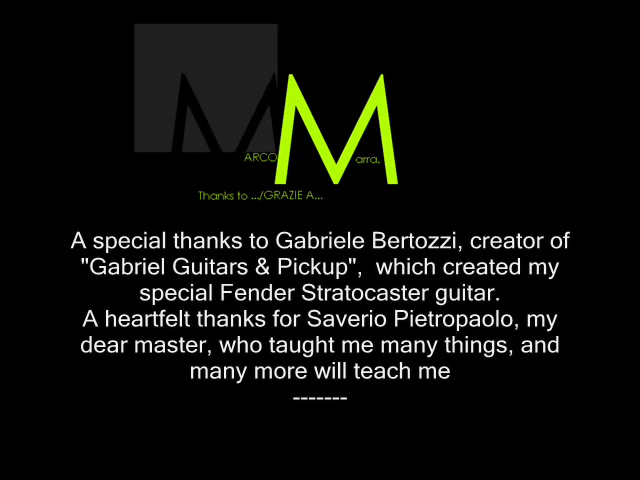 M M
ARCO arra.
Thanks to .../GRAZIE A...
A special thanks to Gabriele Bertozzi, creator of
"Gabriel Guitars & Pickup",  which created my
special Fender Stratocaster guitar.
A heartfelt thanks for Saverio Pietropaolo, my
dear master, who taught me many things, and
many more will teach me
-------